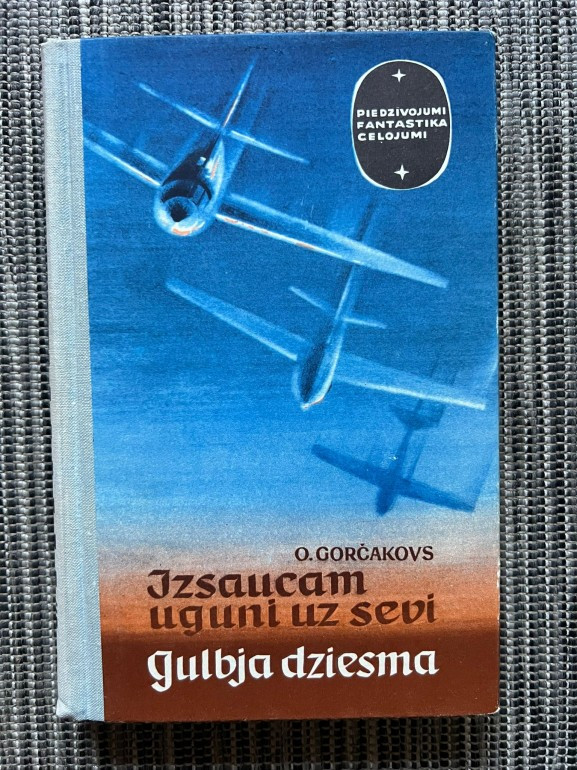 PIEDZĪVOJUMI
FANTASTIKA
CEĻOJUMI
O. GORČAKOVS
Izsaucam
uguni uz sevi
Gulbja dziesma